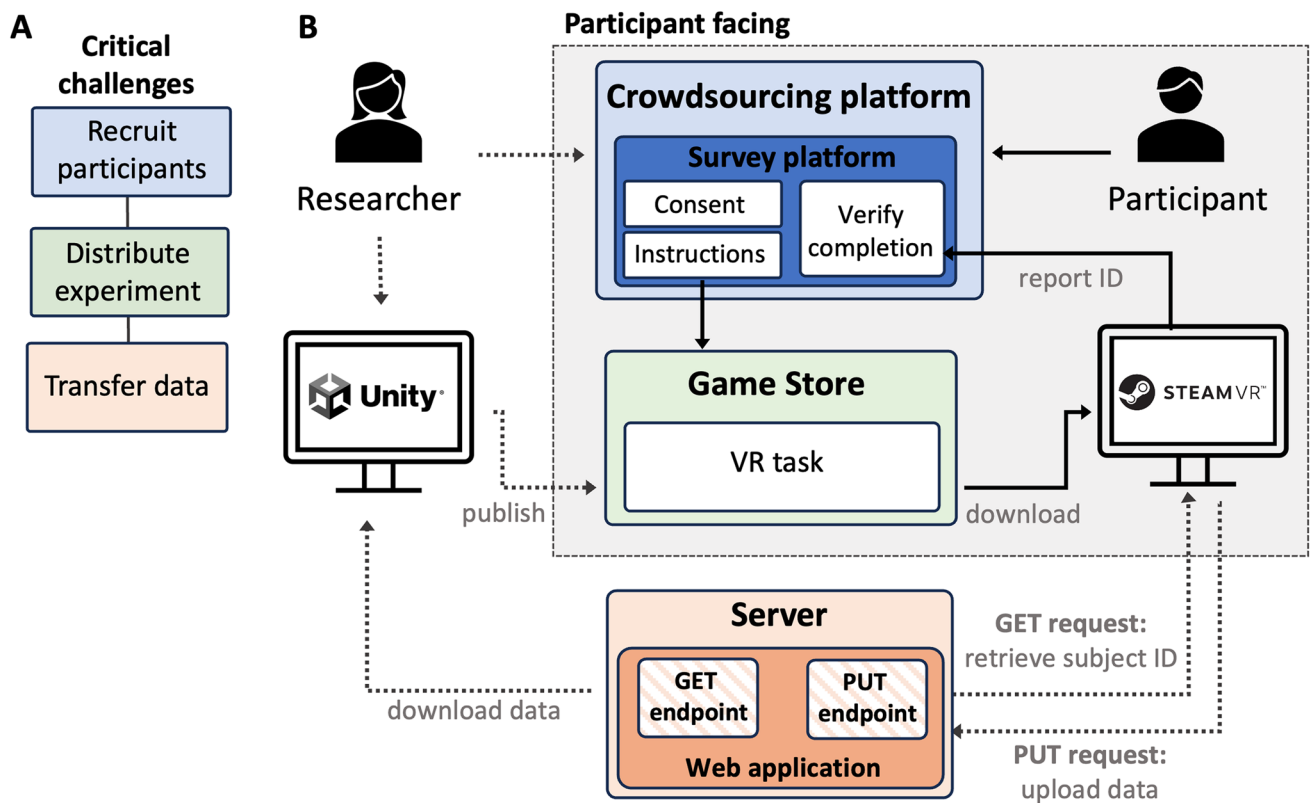 A
Critical
challenges
Recruit
participants
Distribute
experiment
Transfer data
B
Participant facing
Researcher
Crowdsourcing platform
Survey platform
Consent
Instructions
Verify
completion
Participant
report ID
Unity
publish
Game Store
VR task
download
STEAMVR™
Server
GET
endpoint
PUT
endpoint
Web application
download data
GET request:
retrieve subject ID
PUT request:
upload data